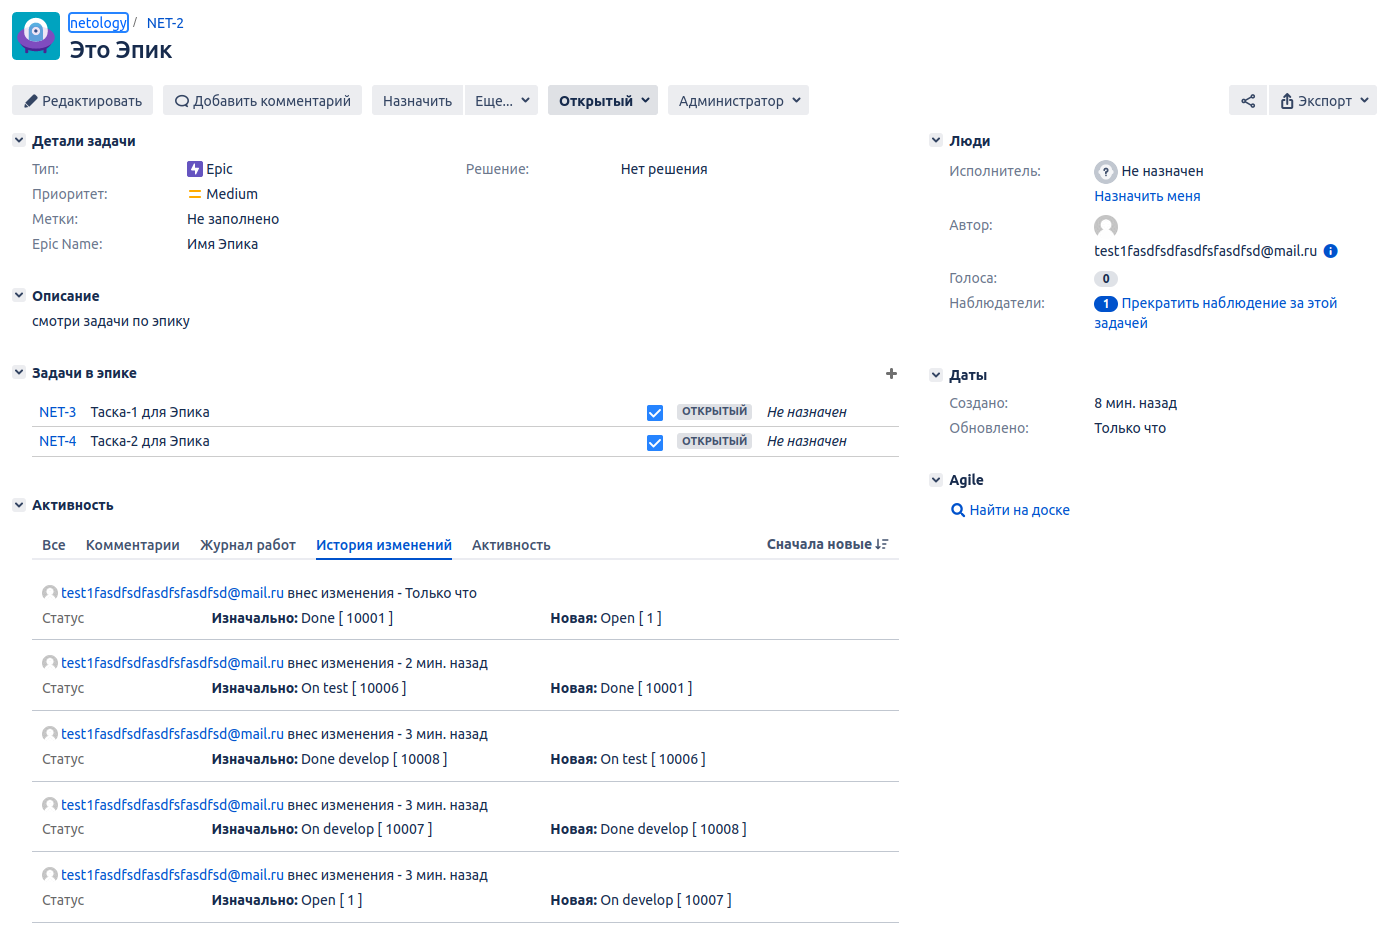 netology / NET-2
Это Эпик
Редактировать Добавить комментарий Назначить Еще... Открытый Администратор Экспорт
Детали задачи
Тип: Epic Решение: Нет решения
Приоритет: Medium
Метки: Не заполнено
Epic Name: Имя Эпика
Описание
смотри задачи по эпику
Задачи в эпике
NET-3 Таска-1 для Эпика ОТКРЫТЫЙ Не назначен
NET-4 Таска-2 для Эпика ОТКРЫТЫЙ Не назначен
Активность
Все Комментарии Журнал работ История изменений Активность Сначала новые
test1fasdfsdfasdfsfasdfsd@mail.ru внес изменения - Только что
Статус Изначально: Done [ 10001 ] Новая: Open [ 1 ]
test1fasdfsdfasdfsfasdfsd@mail.ru внес изменения - 2 мин. назад
Статус Изначально: On test [ 10006 ] Новая: Done [ 10001 ]
test1fasdfsdfasdfsfasdfsd@mail.ru внес изменения - 3 мин. назад
Статус Изначально: Done develop [ 10008 ] Новая: On test [ 10006 ]
test1fasdfsdfasdfsfasdfsd@mail.ru внес изменения - 3 мин. назад
Статус Изначально: On develop [ 10007 ] Новая: Done develop [ 10008 ]
test1fasdfsdfasdfsfasdfsd@mail.ru внес изменения - 3 мин. назад
Статус Изначально: Open [ 1 ] Новая: On develop [ 10007 ]
Люди
Исполнитель: ? Не назначен
Назначить меня
Автор:
test1fasdfsdfasdfsfasdfsd@mail.ru
Голоса: 0
Наблюдатели: 1 Прекратить наблюдение за этой
задачей
Даты
Создано: 8 мин. назад
Обновлено: Только что
Agile
Найти на доске